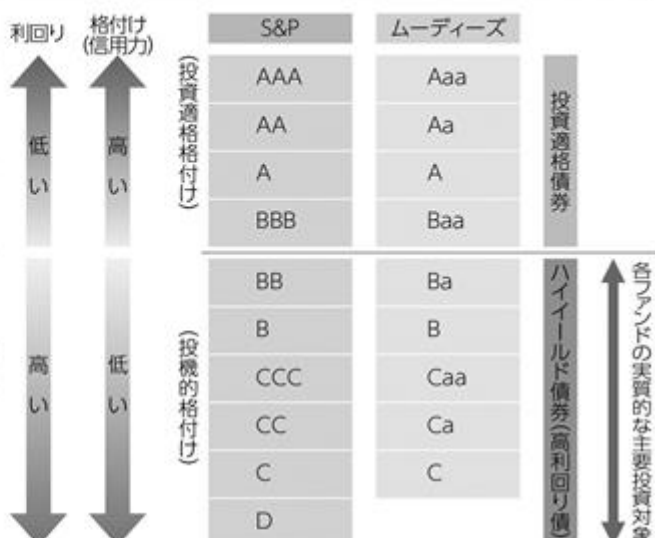 利回り
格付け
(信用力)
S&P
ムーディーズ
低い
高い
高い
低い
(投資適格格付け)
AAA
Aaa
AA
Aa
A
A
BBB
Baa
投資適格債券
(投機的格付け)
BB
Ba
B
B
CCC
Caa
CC
Ca
C
C
D
ハイイールド債券(高利回り債)
各ファンドの実質的な主要投資対象